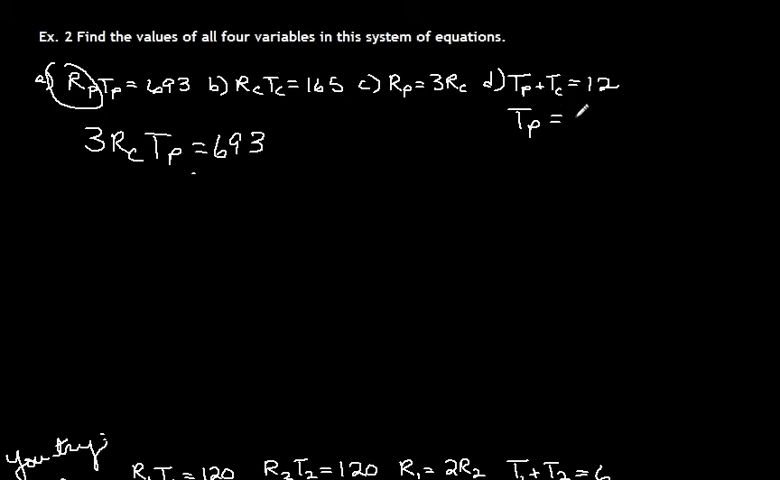 Ex. 2 Find the values of all four variables in this system of equations.
a) RpTp = 693 b) RcTc = 165 c) Rp = 3Rc d) Tp + Tc = 12
Tp =
3RcTp = 693
You try:
R1T1 = 120 R2T2 = 120 R1 = 2R2 T1 + T2 = 6